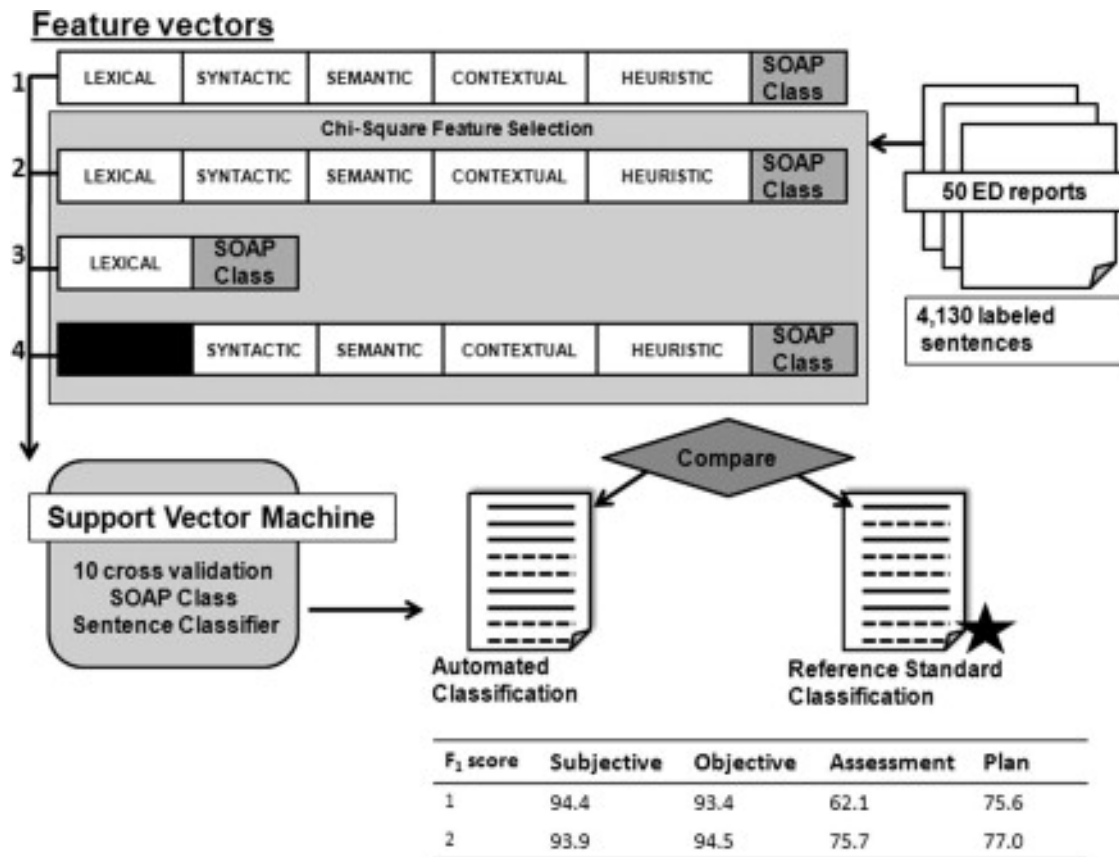 Feature vectors
1
LEXICAL SYNTACTIC SEMANTIC CONTEXTUAL HEURISTIC SOAP Class
Chi-Square Feature Selection
2
LEXICAL SYNTACTIC SEMANTIC CONTEXTUAL HEURISTIC SOAP Class
3
LEXICAL SOAP Class
4
SYNTACTIC SEMANTIC CONTEXTUAL HEURISTIC SOAP Class
50 ED reports
4,130 labeled
sentences
Compare
Support Vector Machine
10 cross validation
SOAP Class
Sentence Classifier
Automated
Classification
Reference Standard
Classification
F₁ score Subjective Objective Assessment Plan
1 94.4 93.4 62.1 75.6
2 93.9 94.5 75.7 77.0